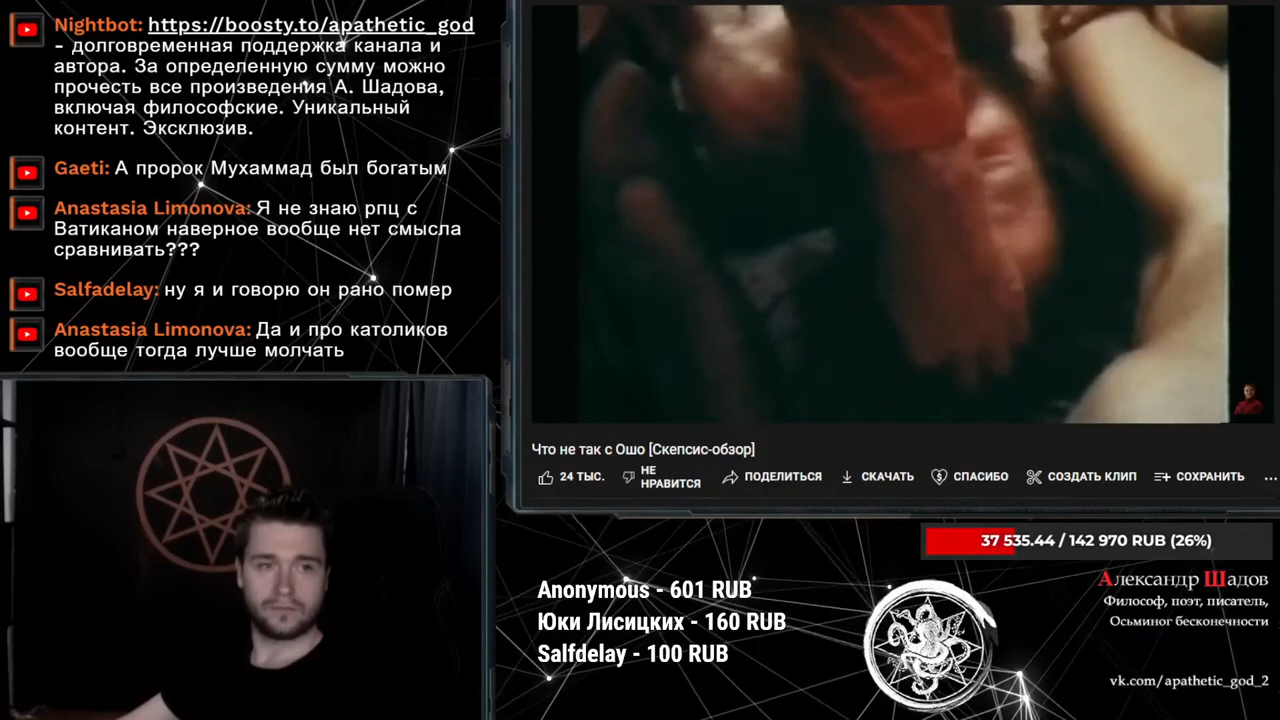 Nightbot: https://boosty.to/apathetic_god
- долговременная поддержка канала и
автора. За определенную сумму можно
прочесть все произведения А. Шадова,
включая философские. Уникальный
контент. Эксклюзив.
Gaeti: А пророк Мухаммад был богатым
Anastasia Limonova: Я не знаю рпц с
Ватиканом наверное вообще нет смысла
сравнивать???
Salfadelay: ну я и говорю он рано помер
Anastasia Limonova: Да и про католиков
вообще тогда лучше молчать
Что не так с Ошо [Скепсис-обзор]
24 ТЫС.
НЕ
НРАВИТСЯ
ПОДЕЛИТЬСЯ
СКАЧАТЬ
СПАСИБО
СОЗДАТЬ КЛИП
СОХРАНИТЬ
...
37 535.44 / 142 970 RUB (26%)
Anonymous - 601 RUB
Юки Лисицких - 160 RUB
Salfdelay - 100 RUB
Александр Шадов
Философ, поэт, писатель,
Осьминог бесконечности
vk.com/apathetic_god_2